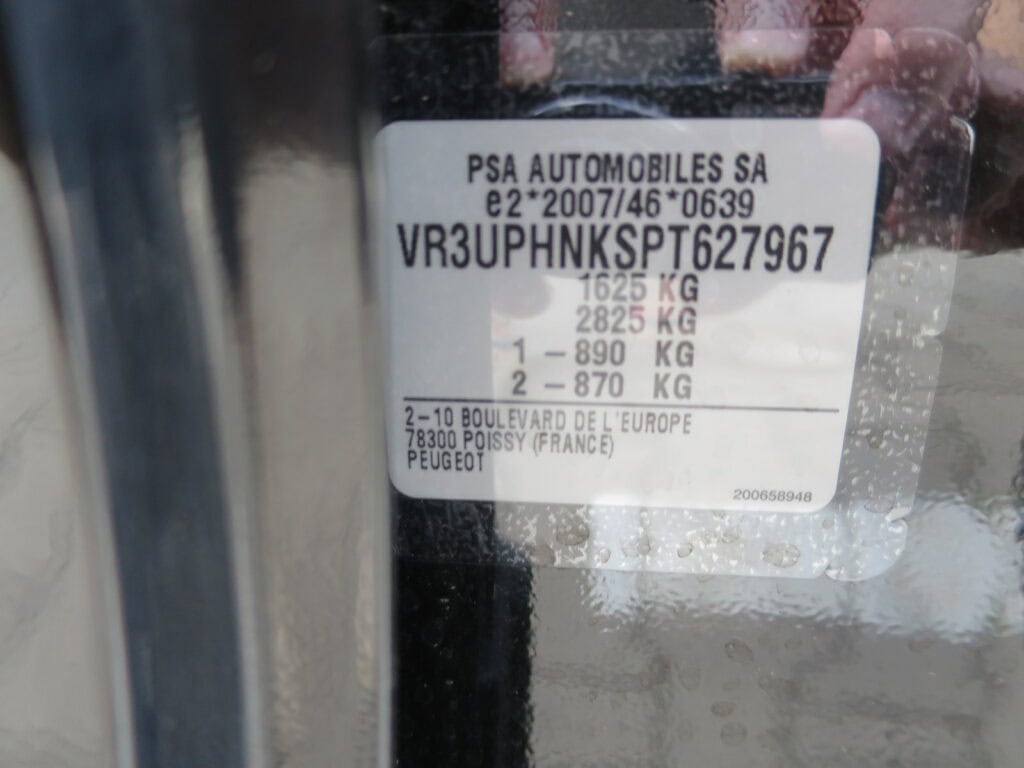 PSA AUTOMOBILES SA
e2*2007/46*0639
VR3UPHNKSPT627967
1625 KG
2825 KG
1 – 890 KG
2 – 870 KG
2–10 BOULEVARD DE L'EUROPE
78300 POISSY (FRANCE)
PEUGEOT
200658948